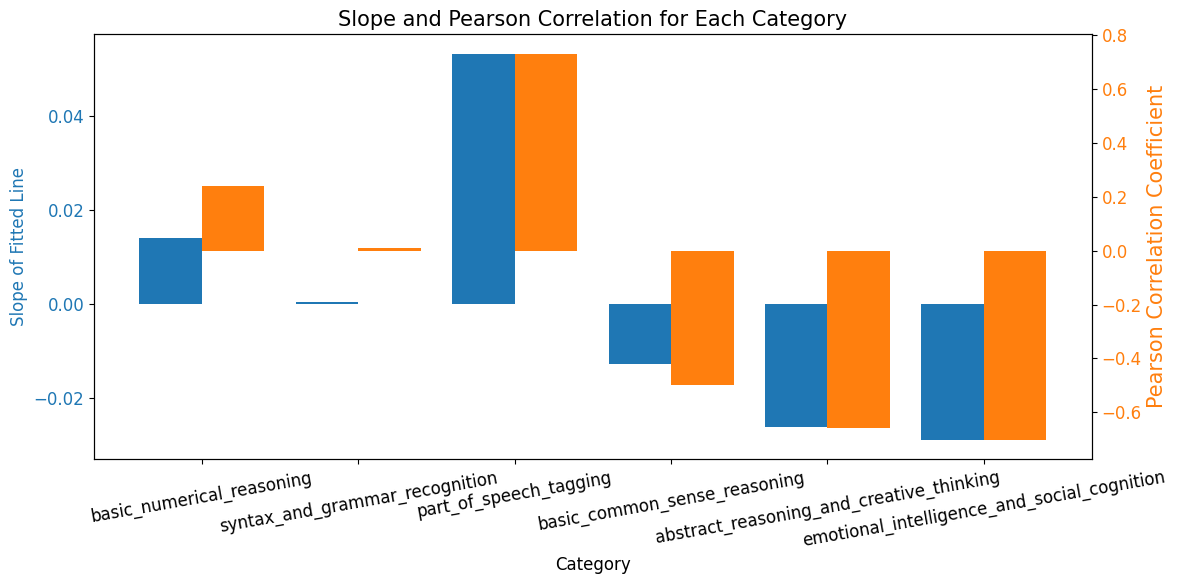 Slope and Pearson Correlation for Each Category
Slope of Fitted Line
0.04
0.02
0.00
−0.02
0.8
0.6
0.4
0.2
0.0
−0.2
−0.4
−0.6
Pearson Correlation Coefficient
basic_numerical_reasoning
syntax_and_grammar_recognition
part_of_speech_tagging
basic_common_sense_reasoning
abstract_reasoning_and_creative_thinking
emotional_intelligence_and_social_cognition
Category